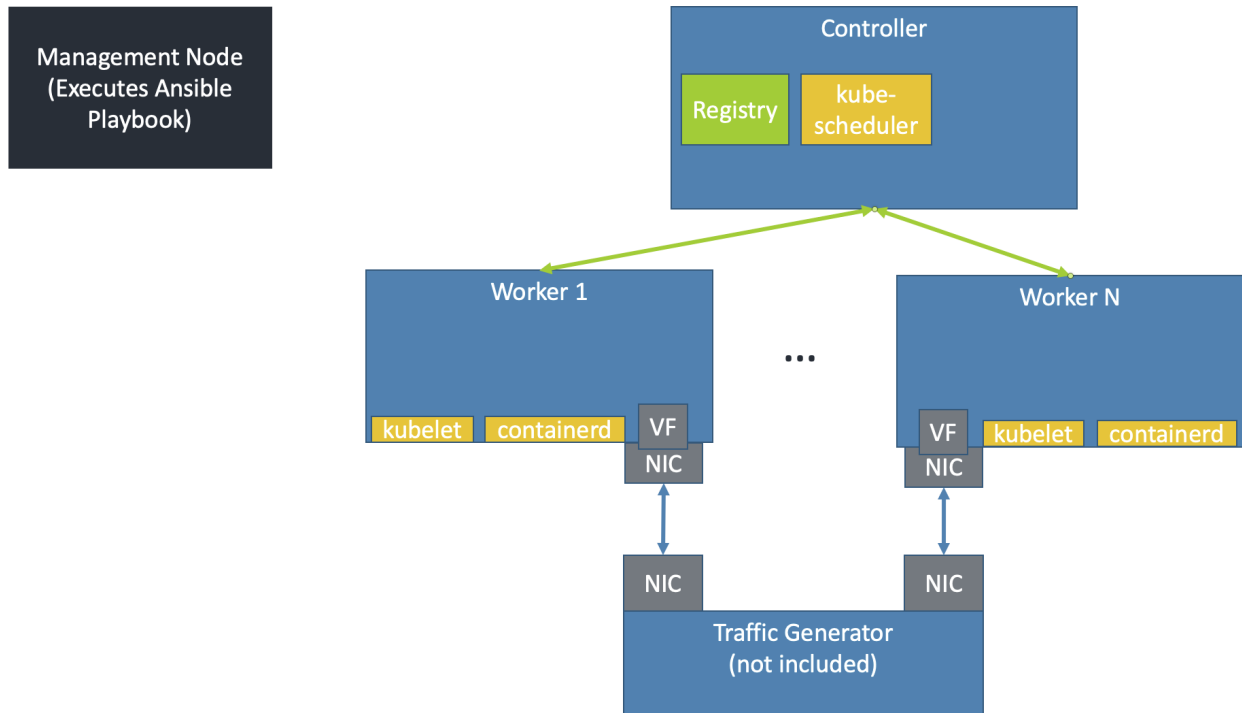 Management Node
(Executes Ansible
Playbook)
Controller
Registry
kube-
scheduler
Worker 1
Worker N
...
kubelet
containerd
VF
NIC
VF
kubelet
containerd
NIC
NIC
NIC
Traffic Generator
(not included)